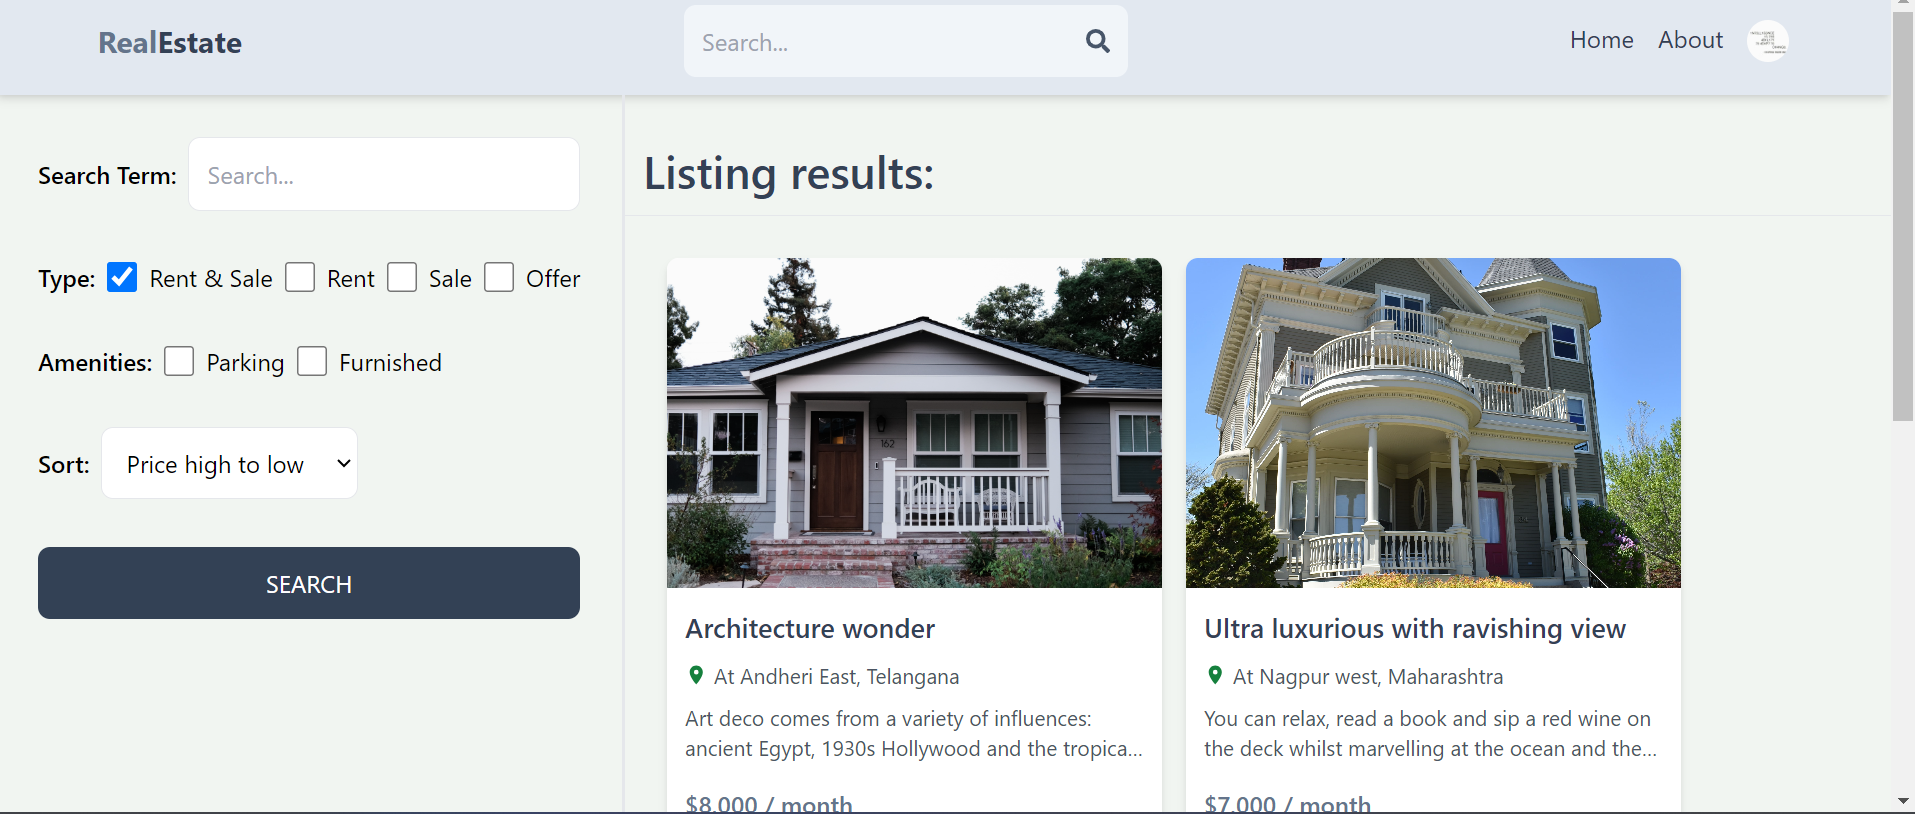 RealEstate
Search...
Home About
Search Term: Search...
Type: Rent & Sale Rent Sale Offer
Amenities: Parking Furnished
Sort: Price high to low
SEARCH
Listing results:
162
Architecture wonder
At Andheri East, Telangana
Art deco comes from a variety of influences:
ancient Egypt, 1930s Hollywood and the tropica...
$8,000 / month
Ultra luxurious with ravishing view
At Nagpur west, Maharashtra
You can relax, read a book and sip a red wine on
the deck whilst marvelling at the ocean and the...
$7,000 / month